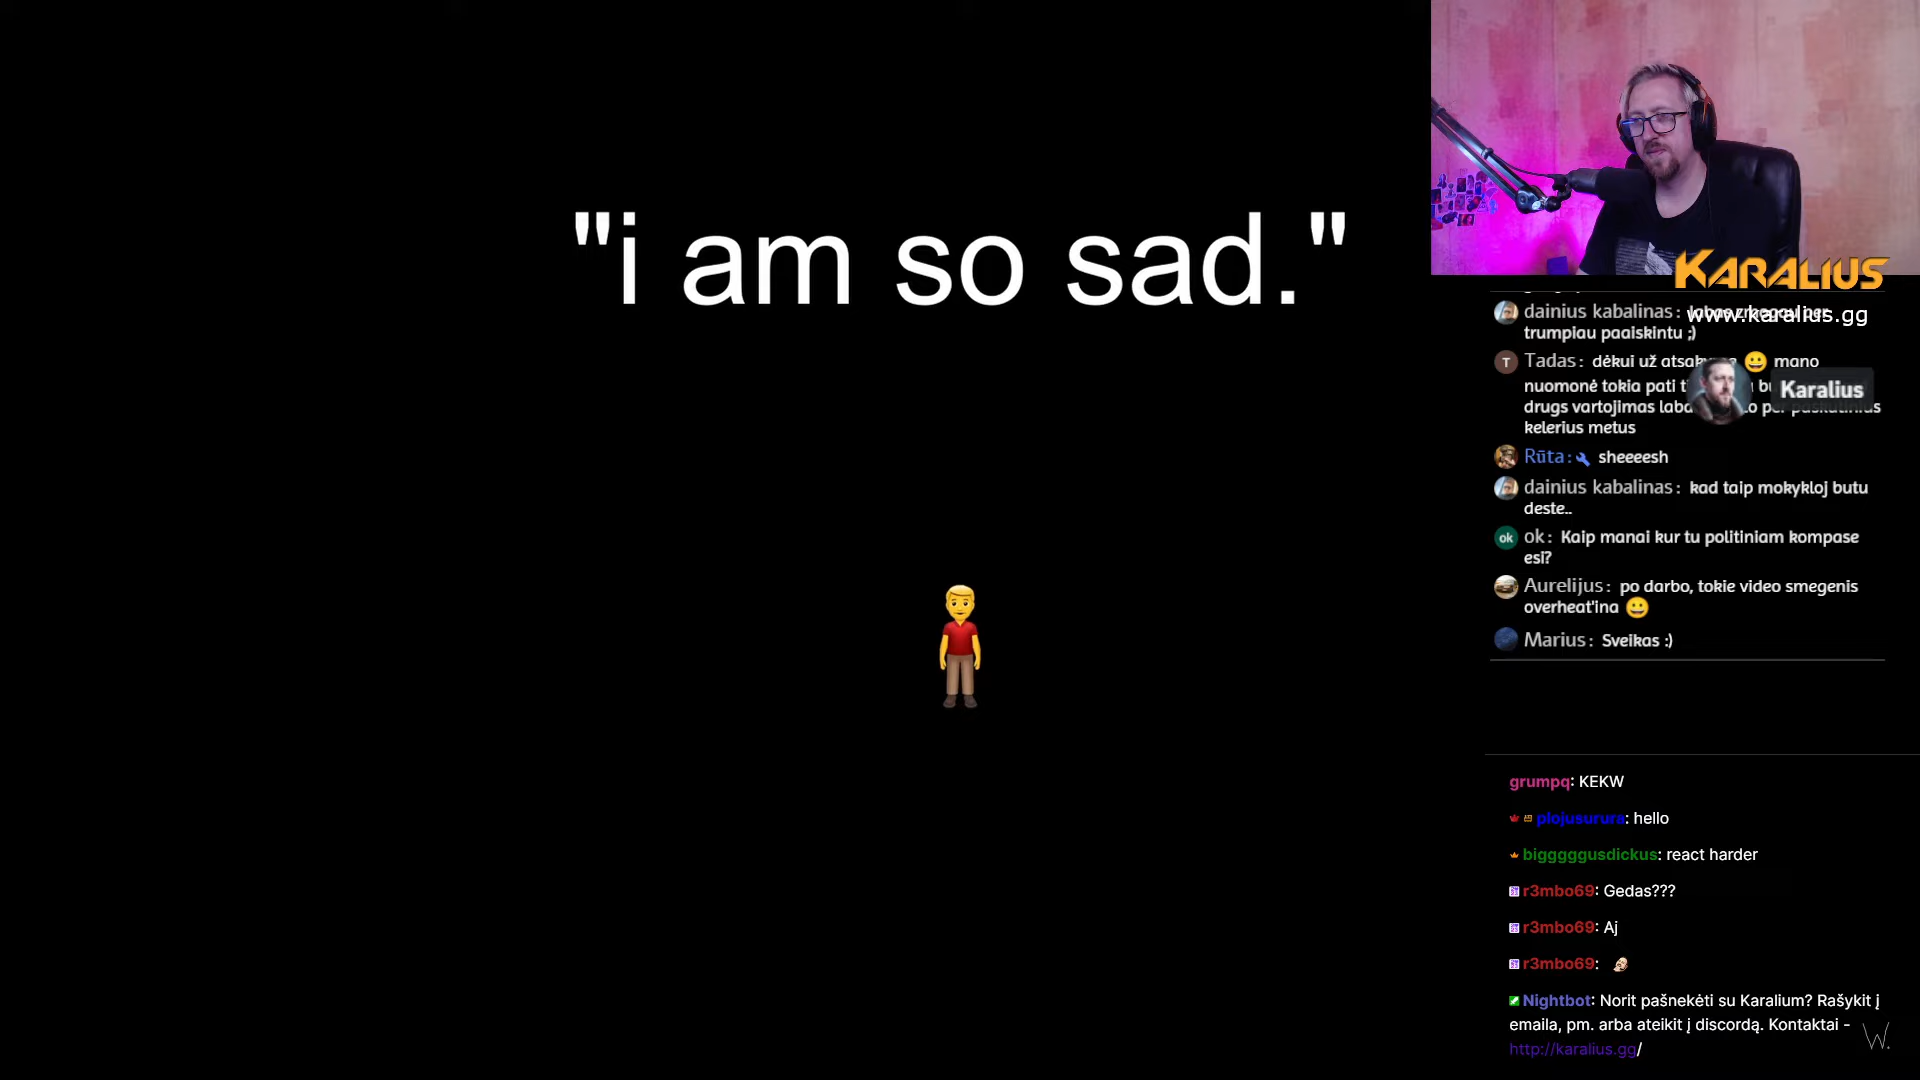 "i am so sad."
KARALIUS
www.karalius.gg
dainius kabalinas: per
trumpiau paaiskintu ;)
T Tadas: dėkui už 😀 mano
nuomonė tokia pati
drugs vartojimas
kelerius metus
Karalius
Rūta: sheeeesh
dainius kabalinas: kad taip mokykloj butu
deste..
ok ok: Kaip manai kur tu politiniam kompase
esi?
Aurelijus: po darbo, tokie video smegenis
overheat'ina 😀
Marius: Sveikas :)
grumpq: KEKW
plojusurura: hello
bigggggusdickus: react harder
r3mbo69: Gedas???
r3mbo69: Aj
r3mbo69:
Nightbot: Norit pašnekėti su Karalium? Rašykit į
emaila, pm. arba ateikit į discordą. Kontaktai -
http://karalius.gg/
W.